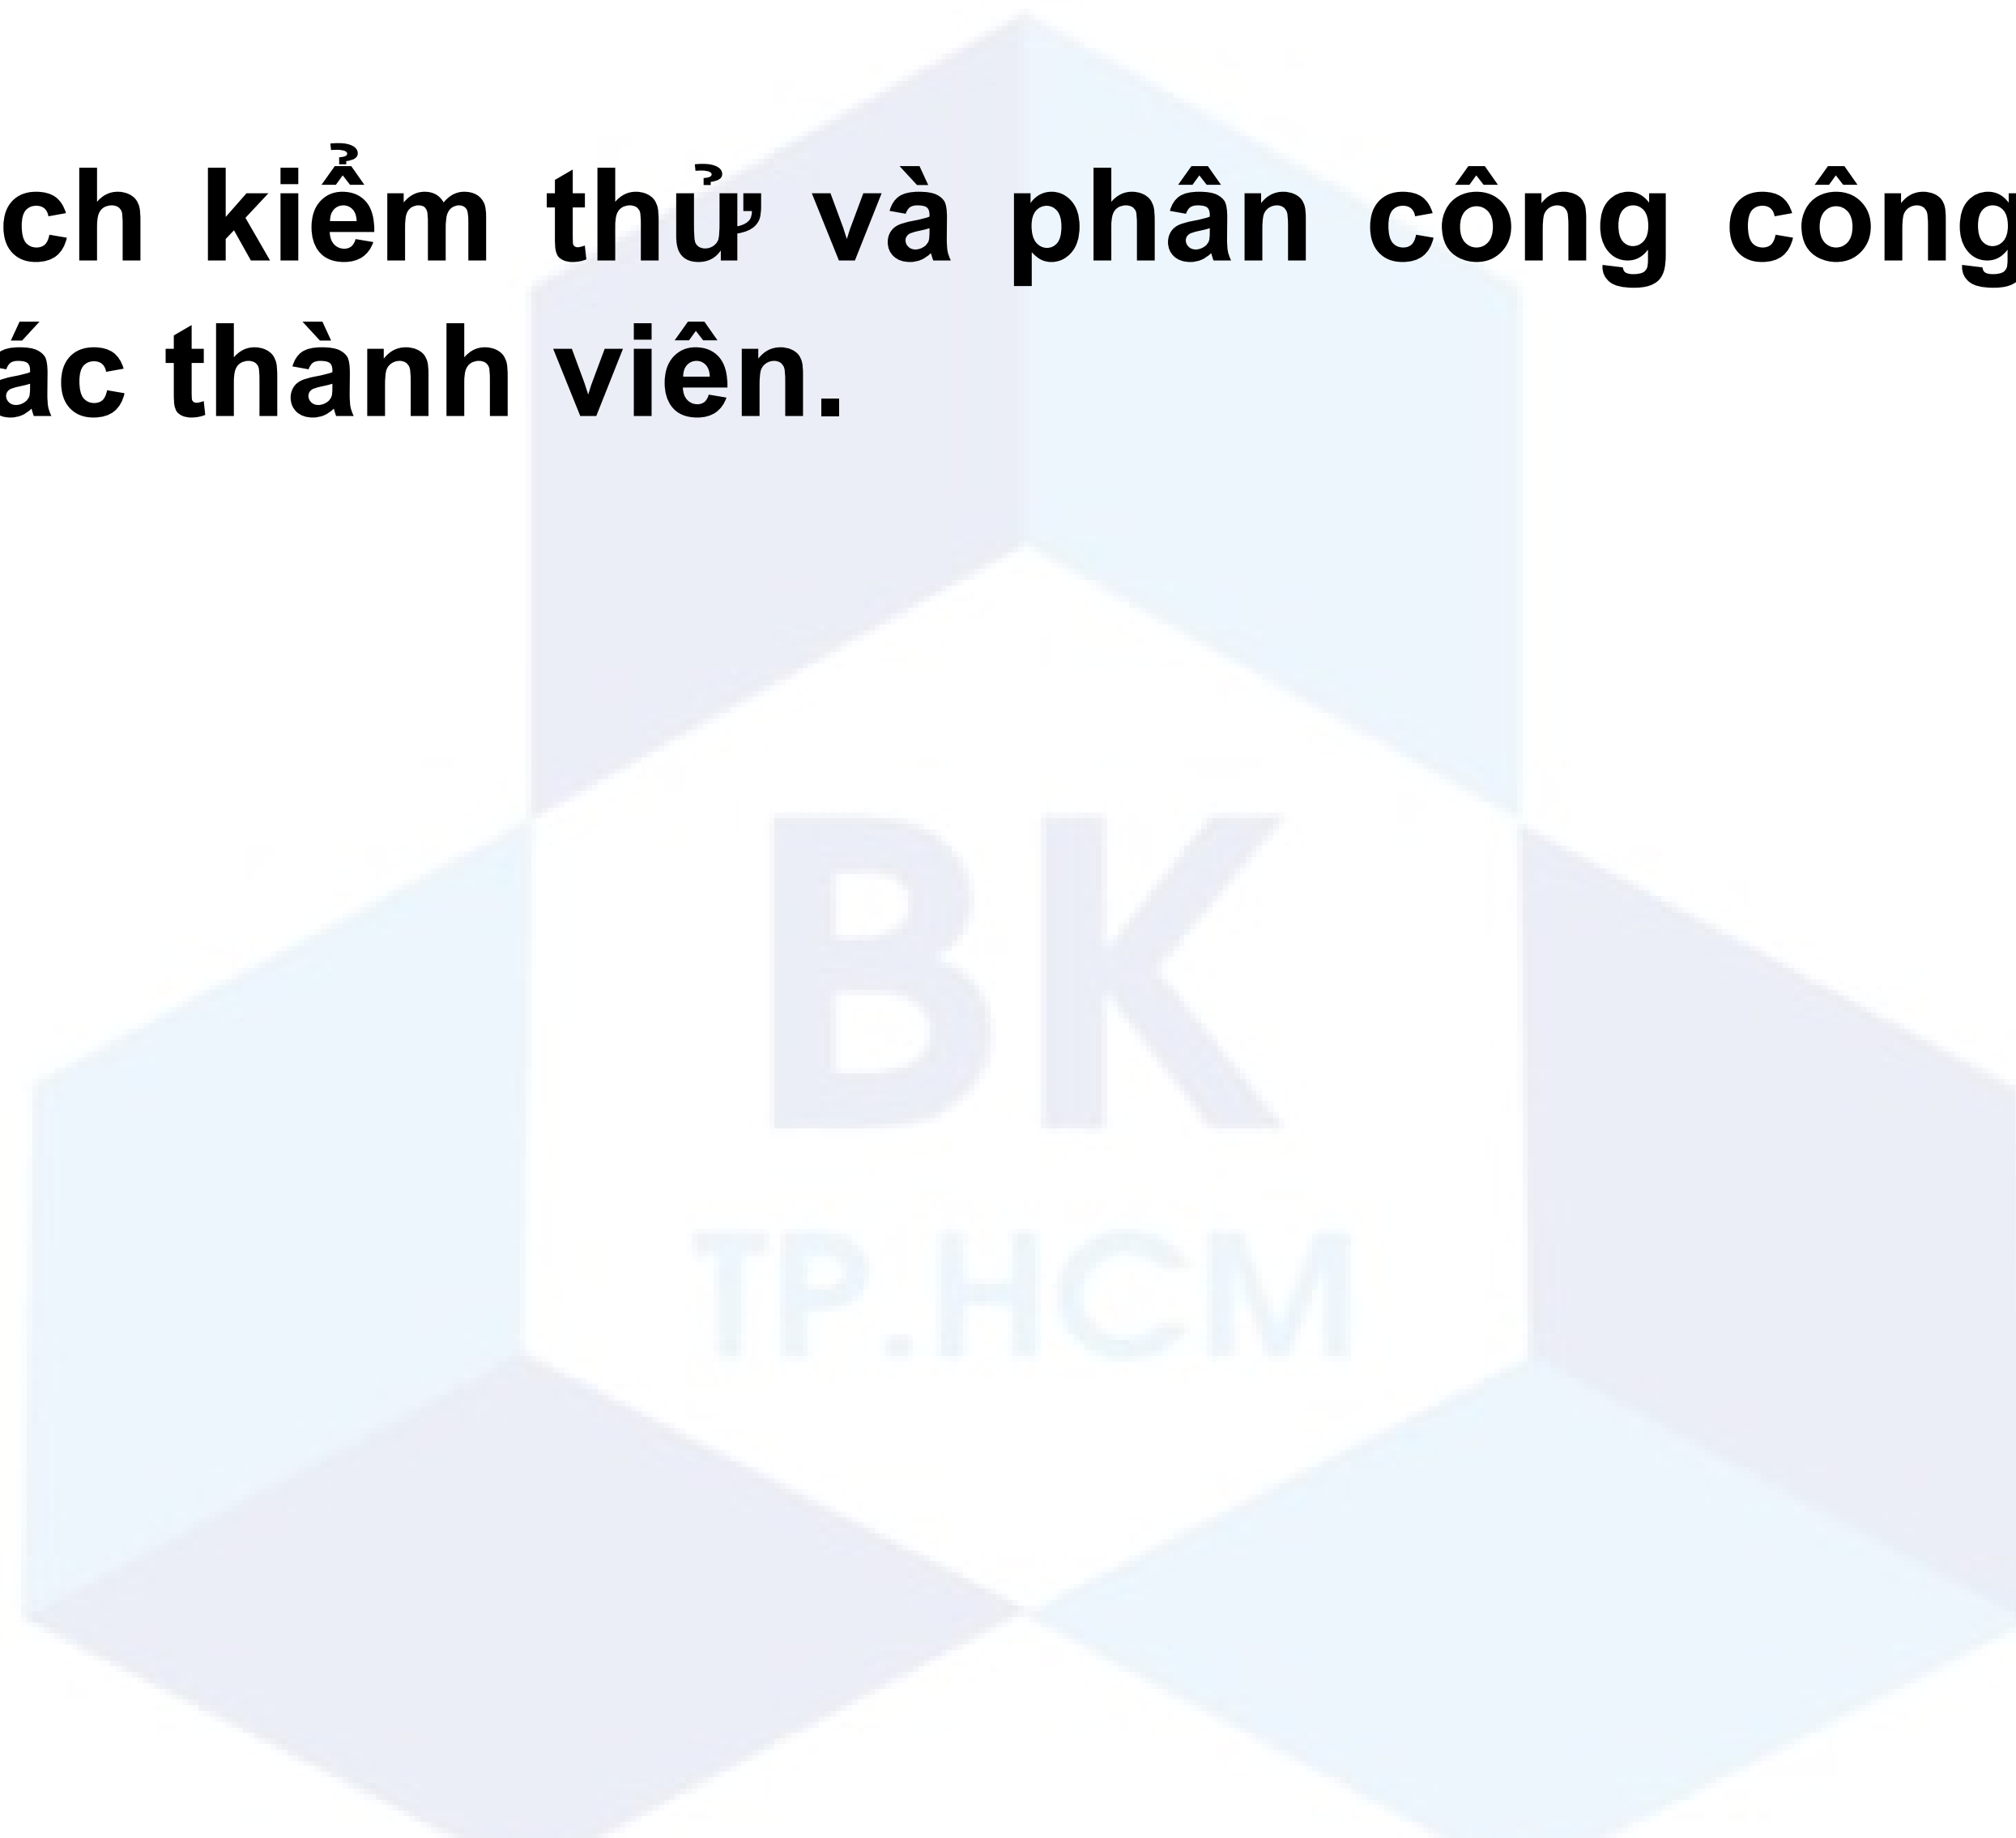 ch kiểm thử và phân công công
ác thành viên.
BK
TP.HCM